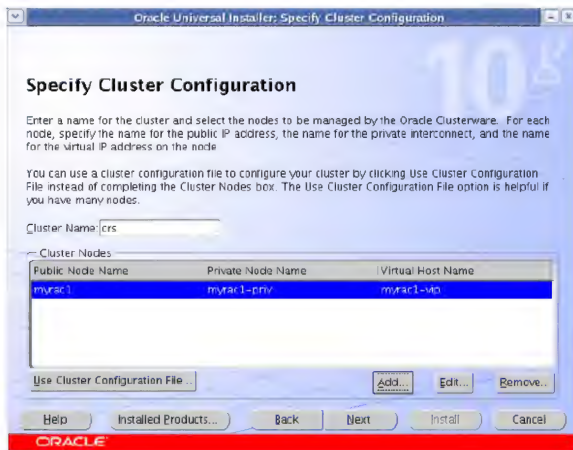 Oracle Universal Installer: Specify Cluster Configuration
10g
Specify Cluster Configuration
Enter a name for the cluster and select the nodes to be managed by the Oracle Clusterware. For each
node, specify the name for the public IP address, the name for the private interconnect, and the name
for the virtual IP address on the node
You can use a cluster configuration file to configure your cluster by clicking Use Cluster Configuration
File instead of completing the Cluster Nodes box. The Use Cluster Configuration File option is helpful if
you have many nodes.
Cluster Name: crs
Cluster Nodes
Public Node Name Private Node Name Virtual Host Name
myrac1 myrac1-priv myrac1-vip
Use Cluster Configuration File... Add... Edit... Remove...
Help Installed Products... Back Next Install Cancel
ORACLE